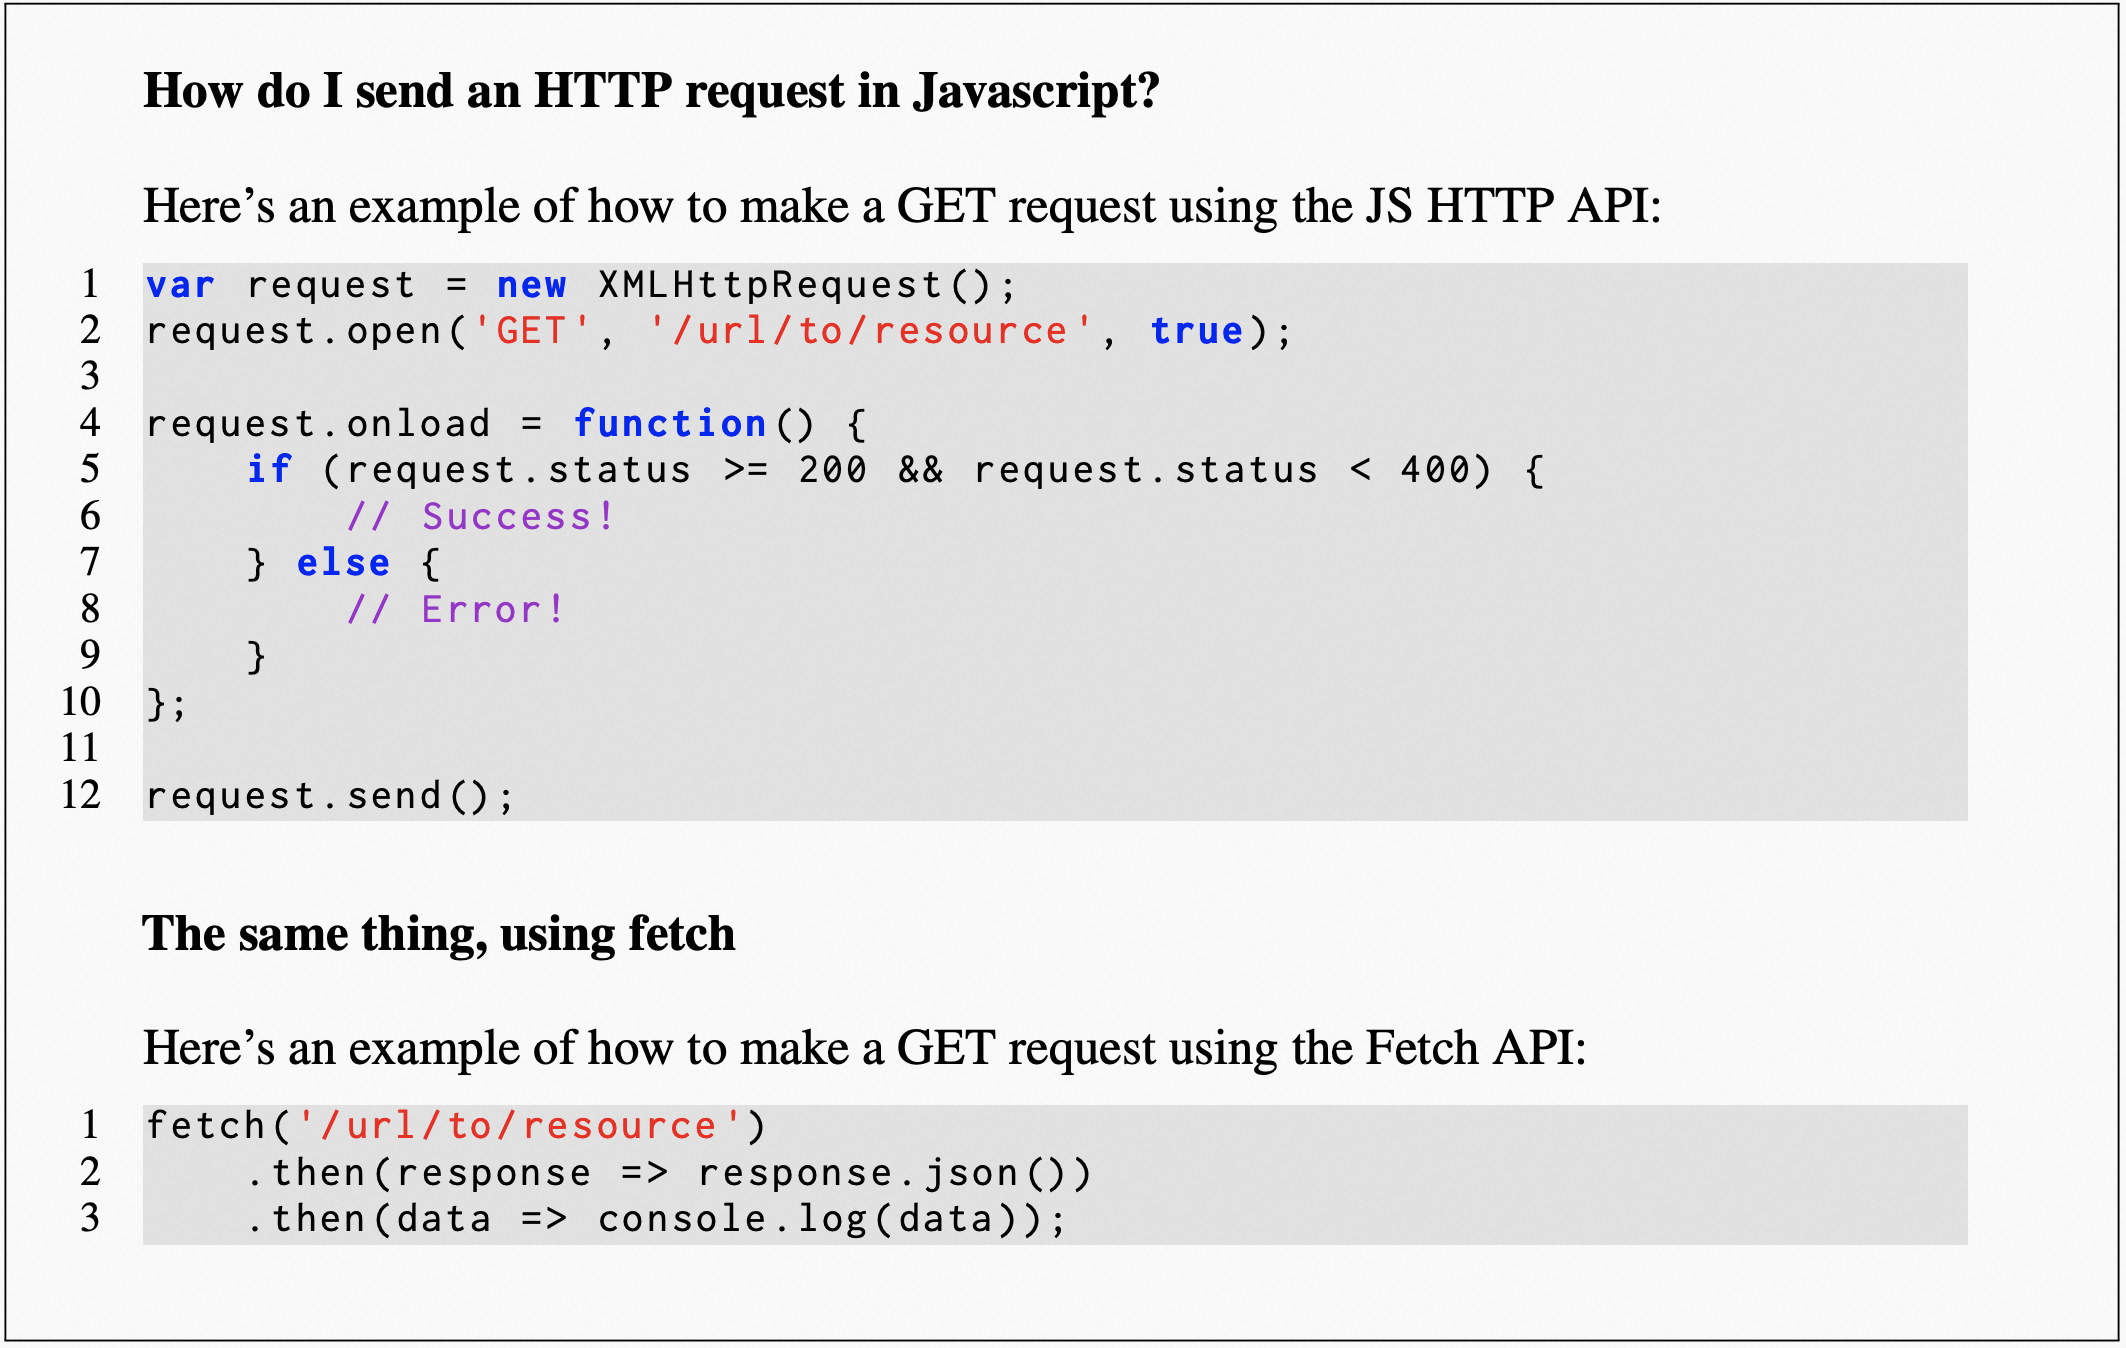 How do I send an HTTP request in Javascript?
Here’s an example of how to make a GET request using the JS HTTP API:
1 var request = new XMLHttpRequest();
2 request.open('GET', '/url/to/resource', true);
3
4 request.onload = function() {
5     if (request.status >= 200 && request.status < 400) {
6         // Success!
7     } else {
8         // Error!
9     }
10 };
11
12 request.send();
The same thing, using fetch
Here’s an example of how to make a GET request using the Fetch API:
1 fetch('/url/to/resource')
2     .then(response => response.json())
3     .then(data => console.log(data));